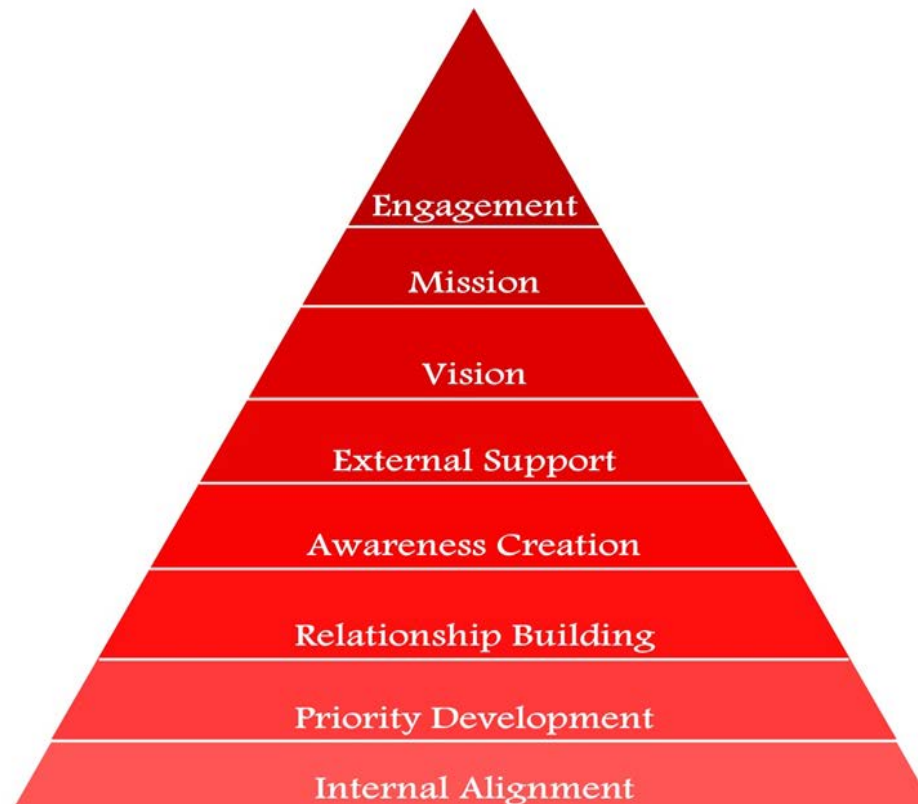 Engagement
Mission
Vision
External Support
Awareness Creation
Relationship Building
Priority Development
Internal Alignment